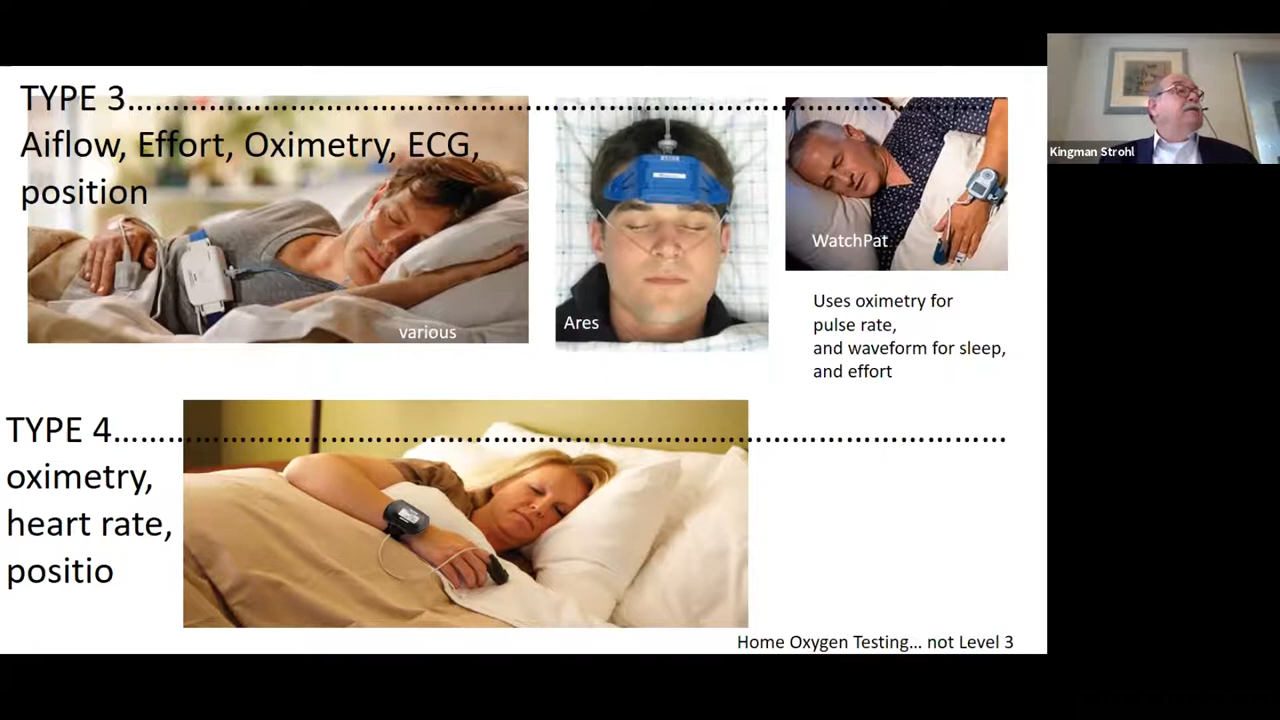 TYPE 3……………………………………………………………………………
Aiflow, Effort, Oximetry, ECG,
position
various
Ares
WatchPat
Uses oximetry for
pulse rate,
and waveform for sleep,
and effort
TYPE 4……………………………………………………………………………
oximetry,
heart rate,
positio
Home Oxygen Testing… not Level 3
Kingman Strohl